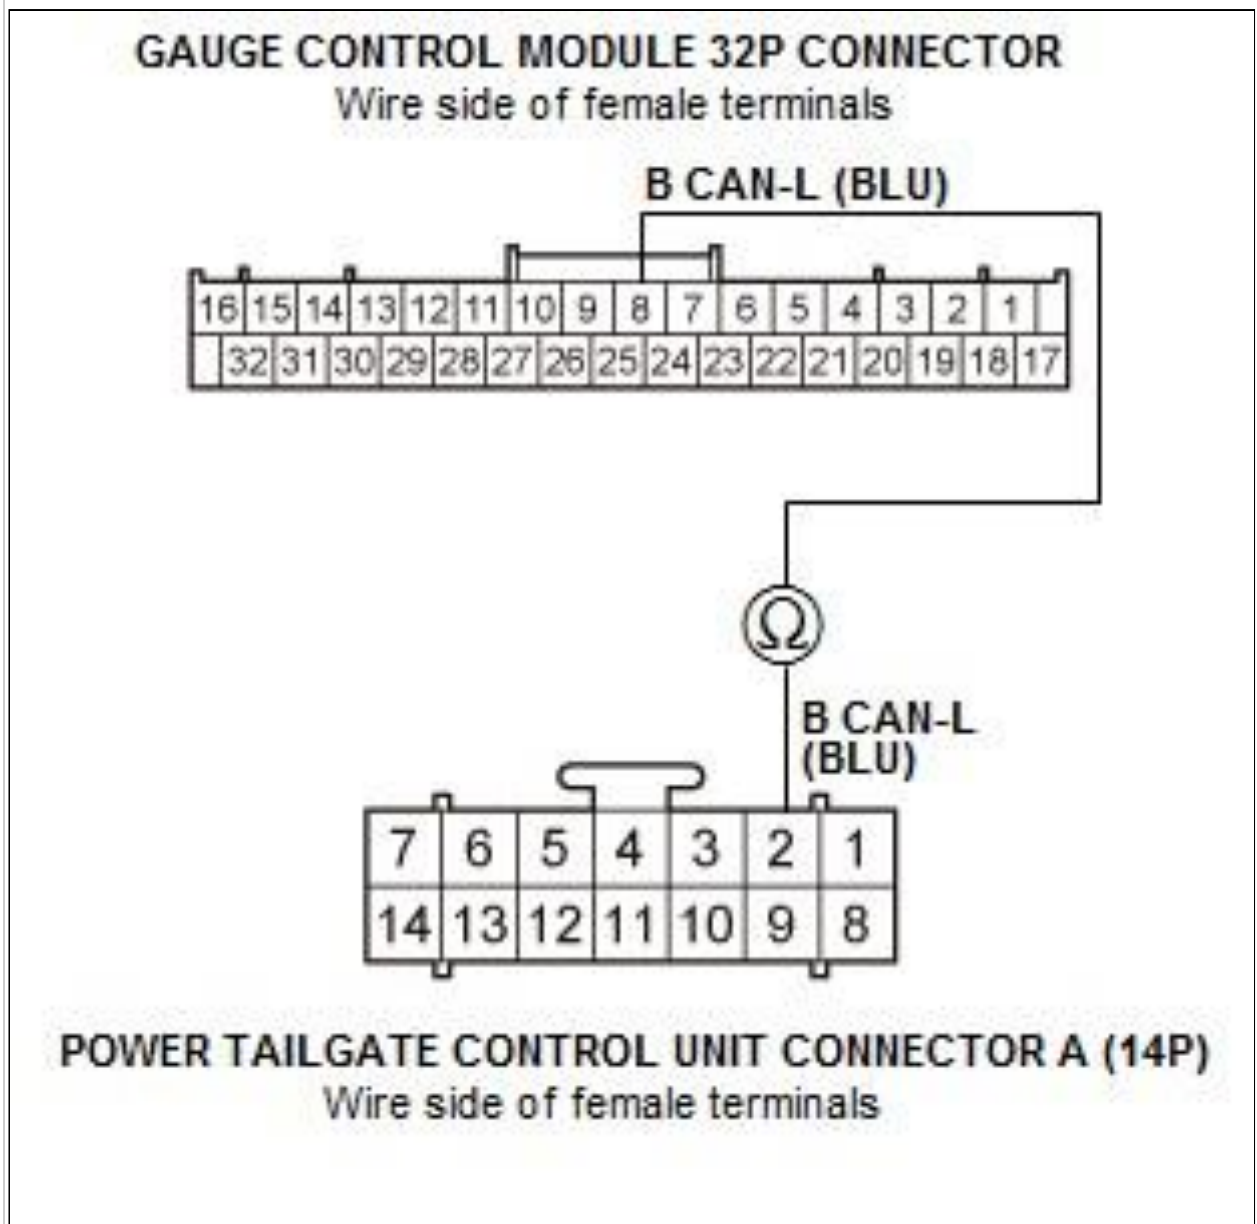 GAUGE CONTROL MODULE 32P CONNECTOR
Wire side of female terminals
B CAN-L (BLU)
16 15 14 13 12 11 10 9 8 7 6 5 4 3 2 1
32 31 30 29 28 27 26 25 24 23 22 21 20 19 18 17
Ω
B CAN-L
(BLU)
7 6 5 4 3 2 1
14 13 12 11 10 9 8
POWER TAILGATE CONTROL UNIT CONNECTOR A (14P)
Wire side of female terminals